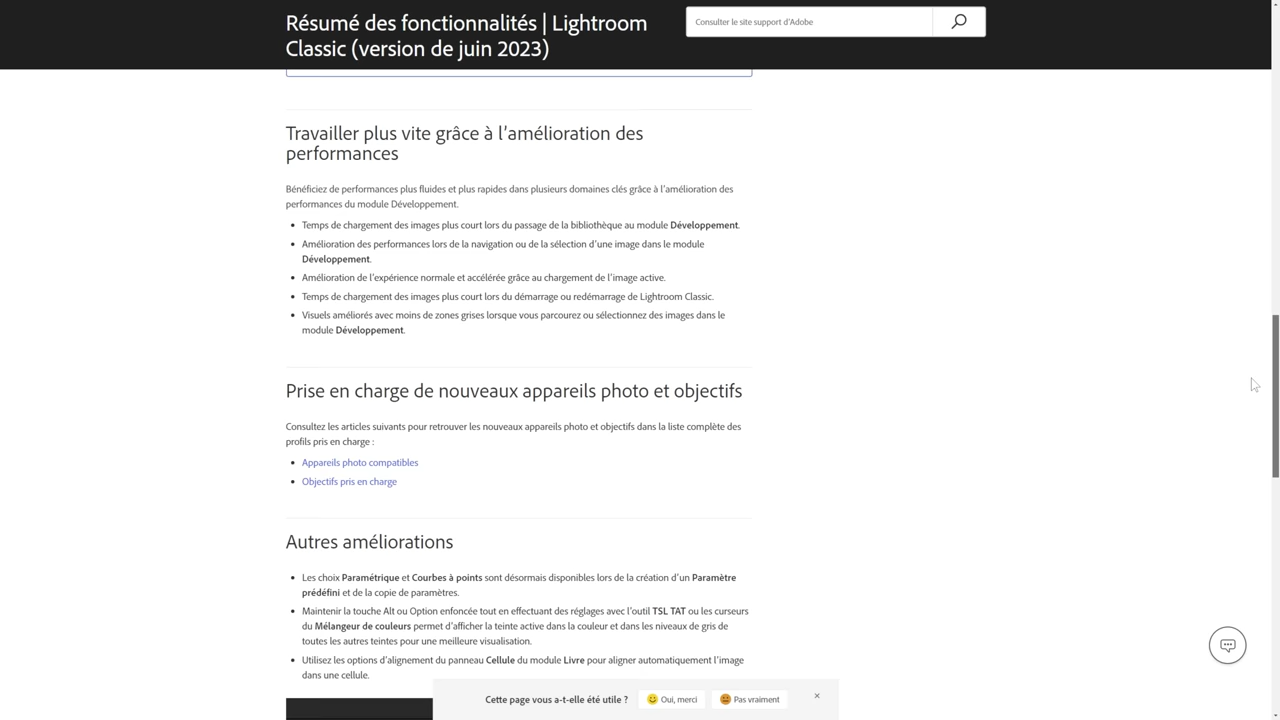 Résumé des fonctionnalités | Lightroom
Classic (version de juin 2023)
Consulter le site support d'Adobe
Travailler plus vite grâce à l'amélioration des
performances
Bénéficiez de performances plus fluides et plus rapides dans plusieurs domaines clés grâce à l'amélioration des
performances du module Développement.
• Temps de chargement des images plus court lors du passage de la bibliothèque au module Développement.
• Amélioration des performances lors de la navigation ou de la sélection d'une image dans le module
Développement.
• Amélioration de l'expérience normale et accélérée grâce au chargement de l'image active.
• Temps de chargement des images plus court lors du démarrage ou redémarrage de Lightroom Classic.
• Visuels améliorés avec moins de zones grises lorsque vous parcourez ou sélectionnez des images dans le
module Développement.
Prise en charge de nouveaux appareils photo et objectifs
Consultez les articles suivants pour retrouver les nouveaux appareils photo et objectifs dans la liste complète des
profils pris en charge :
• Appareils photo compatibles
• Objectifs pris en charge
Autres améliorations
• Les choix Paramétrique et Courbes à points sont désormais disponibles lors de la création d'un Paramètre
prédéfini et de la copie de paramètres.
• Maintenir la touche Alt ou Option enfoncée tout en effectuant des réglages avec l'outil TSL TAT ou les curseurs
du Mélangeur de couleurs permet d'afficher la teinte active dans la couleur et dans les niveaux de gris de
toutes les autres teintes pour une meilleure visualisation.
• Utilisez les options d'alignement du panneau Cellule du module Livre pour aligner automatiquement l'image
dans une cellule.
Cette page vous a-t-elle été utile ? Oui, merci Pas vraiment ×